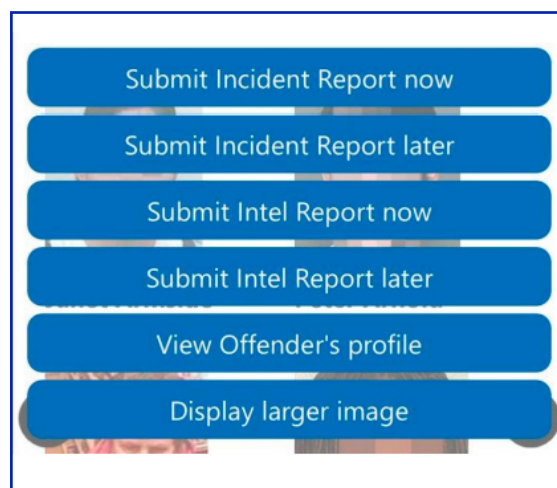 Submit Incident Report now
Submit Incident Report later
Submit Intel Report now
Submit Intel Report later
View Offender's profile
Display larger image